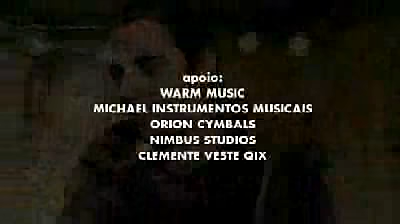 apoio:
WARM MUSIC
MICHAEL INSTRUMENTOS MUSICAIS
ORION CYMBALS
NIMBUS STUDIOS
CLEMENTE VESTE QIX